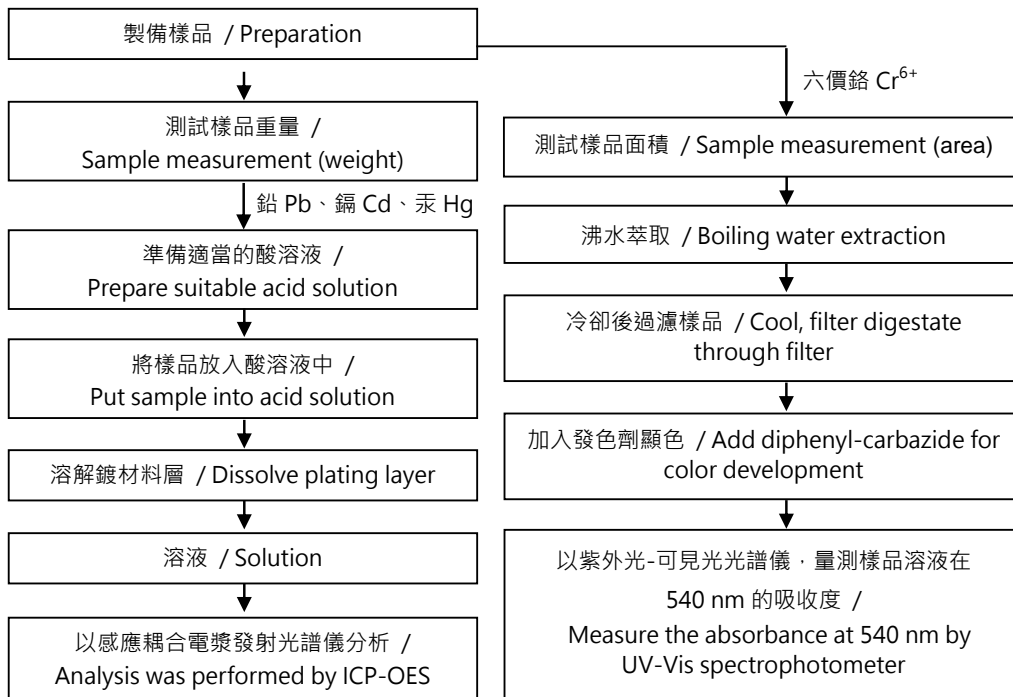 製備樣品 / Preparation
測試樣品重量 /
Sample measurement (weight)
鉛 Pb、鎘 Cd、汞 Hg
準備適當的酸溶液 /
Prepare suitable acid solution
將樣品放入酸溶液中 /
Put sample into acid solution
溶解鍍材料層 / Dissolve plating layer
溶液 / Solution
以感應耦合電漿發射光譜儀分析 /
Analysis was performed by ICP-OES
六價鉻 Cr⁶⁺
測試樣品面積 / Sample measurement (area)
沸水萃取 / Boiling water extraction
冷卻後過濾樣品 / Cool, filter digestate
through filter
加入發色劑顯色 / Add diphenyl-carbazide for
color development
以紫外光-可見光光譜儀，量測樣品溶液在
540 nm 的吸收度 /
Measure the absorbance at 540 nm by
UV-Vis spectrophotometer